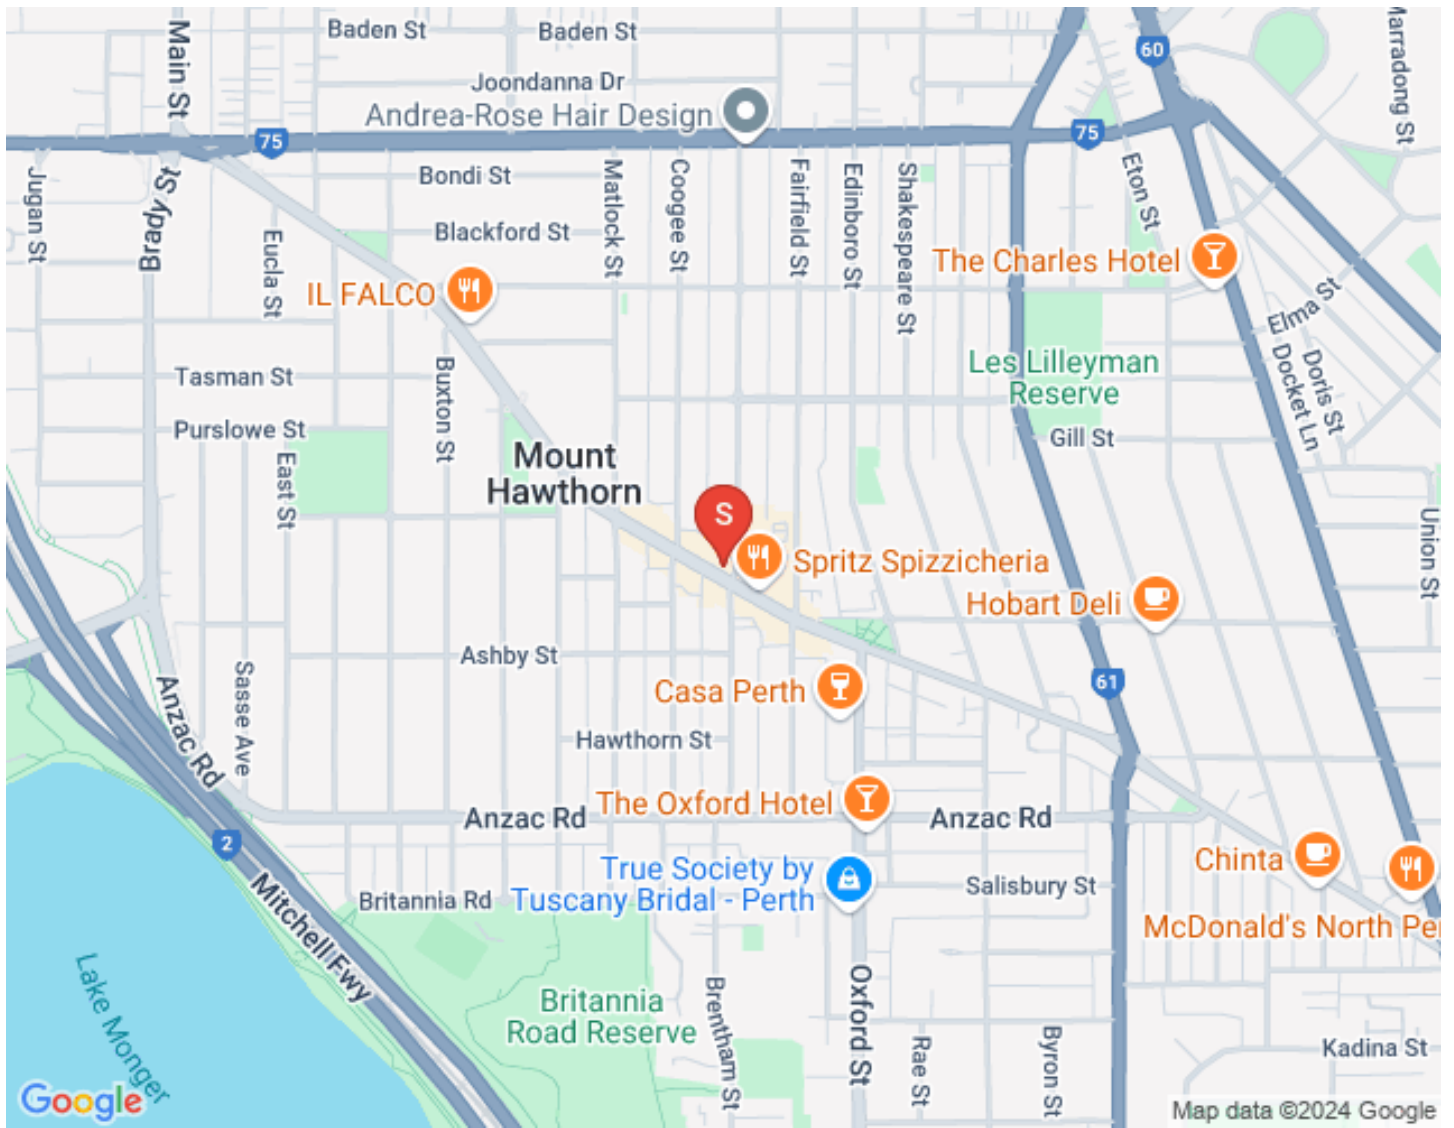 Baden St
Baden St
60
Marradong St
Main St
Joondanna Dr
Andrea-Rose Hair Design
75
75
Jugan St
Brady St
Bondi St
Matlock St
Coogee St
Fairfield St
Edinboro St
Shakespeare St
Eton St
Eucla St
Blackford St
The Charles Hotel
IL FALCO
Elma St
Doris St
Docket Ln
Tasman St
Buxton St
Les Lilleyman
Reserve
Purslowe St
Gill St
East St
Mount
Hawthorn
S
Union St
Spritz Spizzicheria
Hobart Deli
Ashby St
Sasse Ave
Anzac Rd
Casa Perth
61
Hawthorn St
The Oxford Hotel
Anzac Rd
Anzac Rd
2
True Society by
Tuscany Bridal - Perth
Chinta
Salisbury St
Britannia Rd
McDonald's North Pe
Mitchell Fwy
Lake Monger
Britannia
Road Reserve
Brentham St
Oxford St
Rae St
Byron St
Kadina St
Google
Map data ©2024 Google